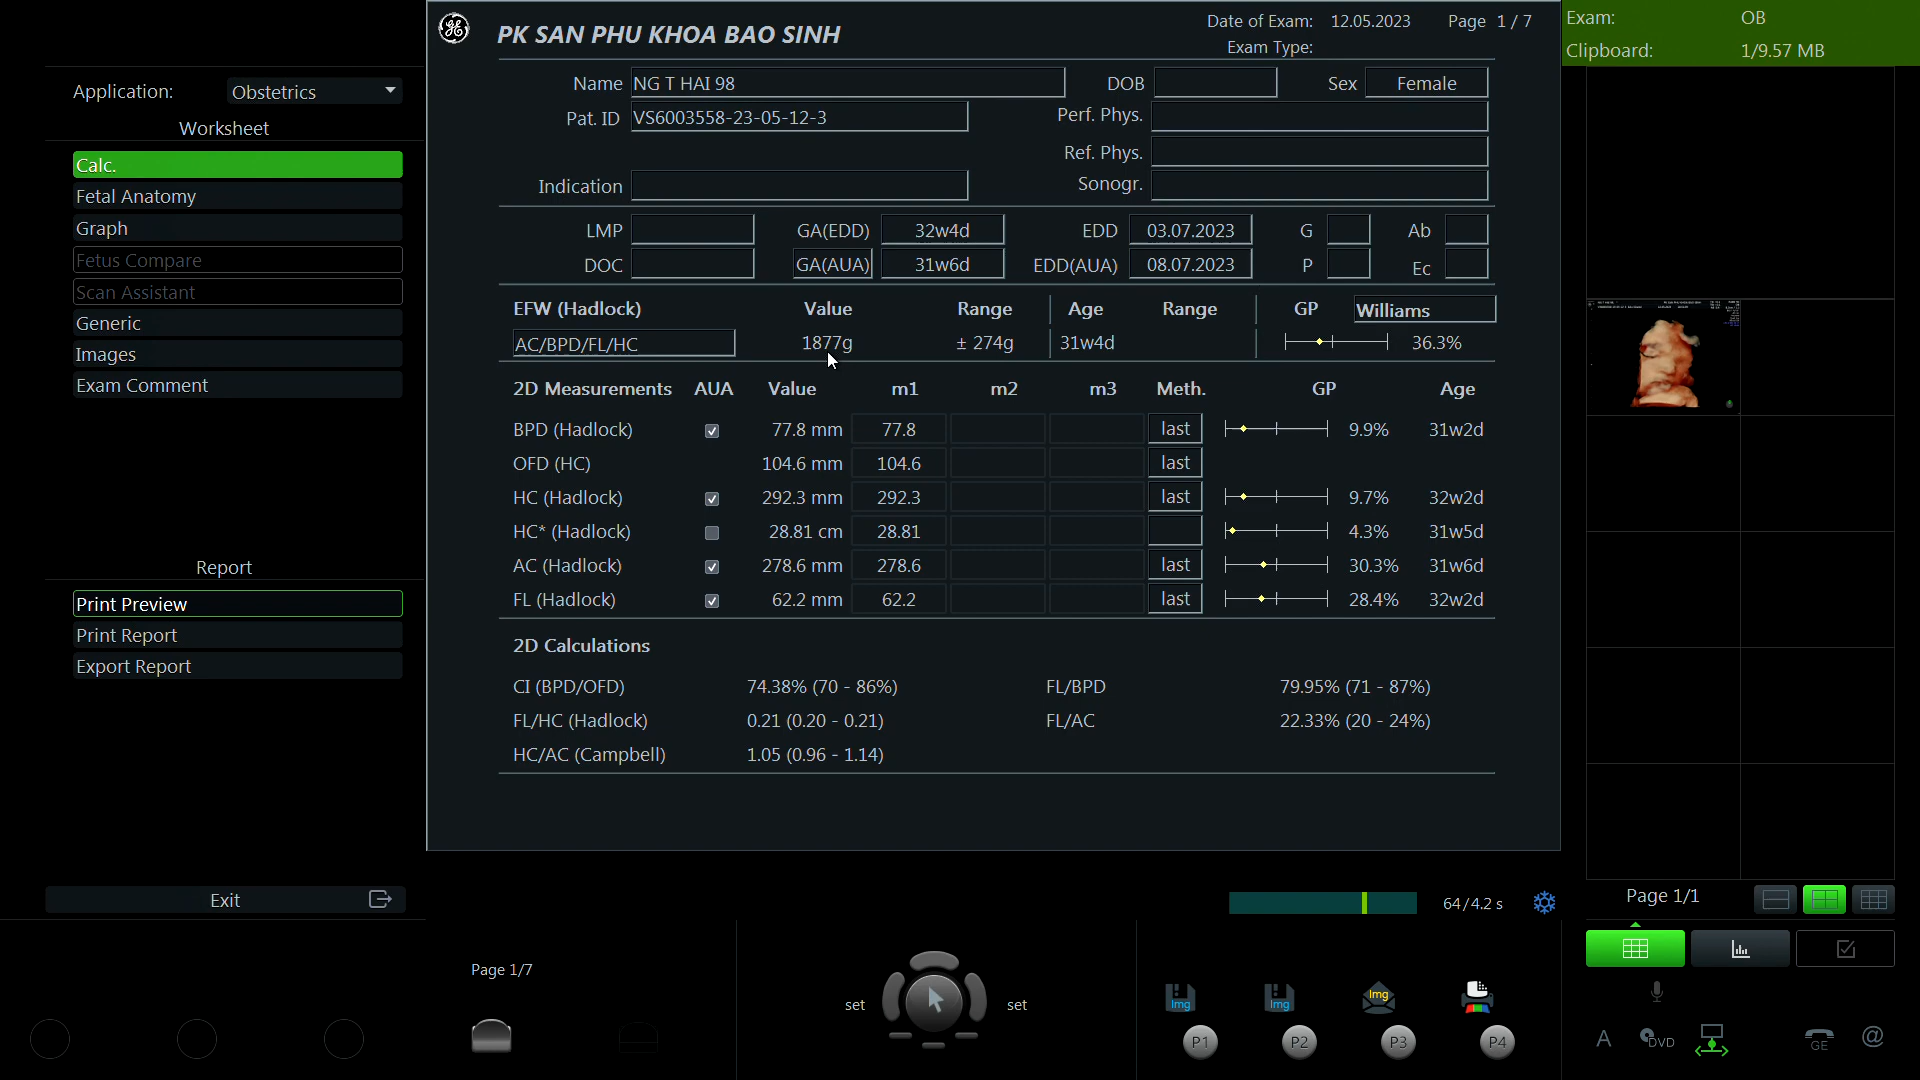 PK SAN PHU KHOA BAO SINH
Date of Exam: 12.05.2023 Page 1 / 7
Exam Type:
Exam: OB
Clipboard: 1/9.57 MB
Application: Obstetrics
Worksheet
Calc.
Fetal Anatomy
Graph
Fetus Compare
Scan Assistant
Generic
Images
Exam Comment
Report
Print Preview
Print Report
Export Report
Exit
Name NG T HAI 98 DOB Sex Female
Pat. ID VS6003558-23-05-12-3 Perf. Phys.
Ref. Phys.
Indication Sonogr.
LMP GA(EDD) 32w4d EDD 03.07.2023 G Ab
DOC GA(AUA) 31w6d EDD(AUA) 08.07.2023 P Ec
EFW (Hadlock) Value Range Age Range GP Williams
AC/BPD/FL/HC 1877g ± 274g 31w4d 36.3%
2D Measurements AUA Value m1 m2 m3 Meth. GP Age
BPD (Hadlock) 77.8 mm 77.8 last 9.9% 31w2d
OFD (HC) 104.6 mm 104.6 last
HC (Hadlock) 292.3 mm 292.3 last 9.7% 32w2d
HC* (Hadlock) 28.81 cm 28.81 4.3% 31w5d
AC (Hadlock) 278.6 mm 278.6 last 30.3% 31w6d
FL (Hadlock) 62.2 mm 62.2 last 28.4% 32w2d
2D Calculations
CI (BPD/OFD) 74.38% (70 - 86%) FL/BPD 79.95% (71 - 87%)
FL/HC (Hadlock) 0.21 (0.20 - 0.21) FL/AC 22.33% (20 - 24%)
HC/AC (Campbell) 1.05 (0.96 - 1.14)
64/4.2 s
Page 1/1
Page 1/7
set set
Img Img Img
P1 P2 P3 P4
A DVD GE @